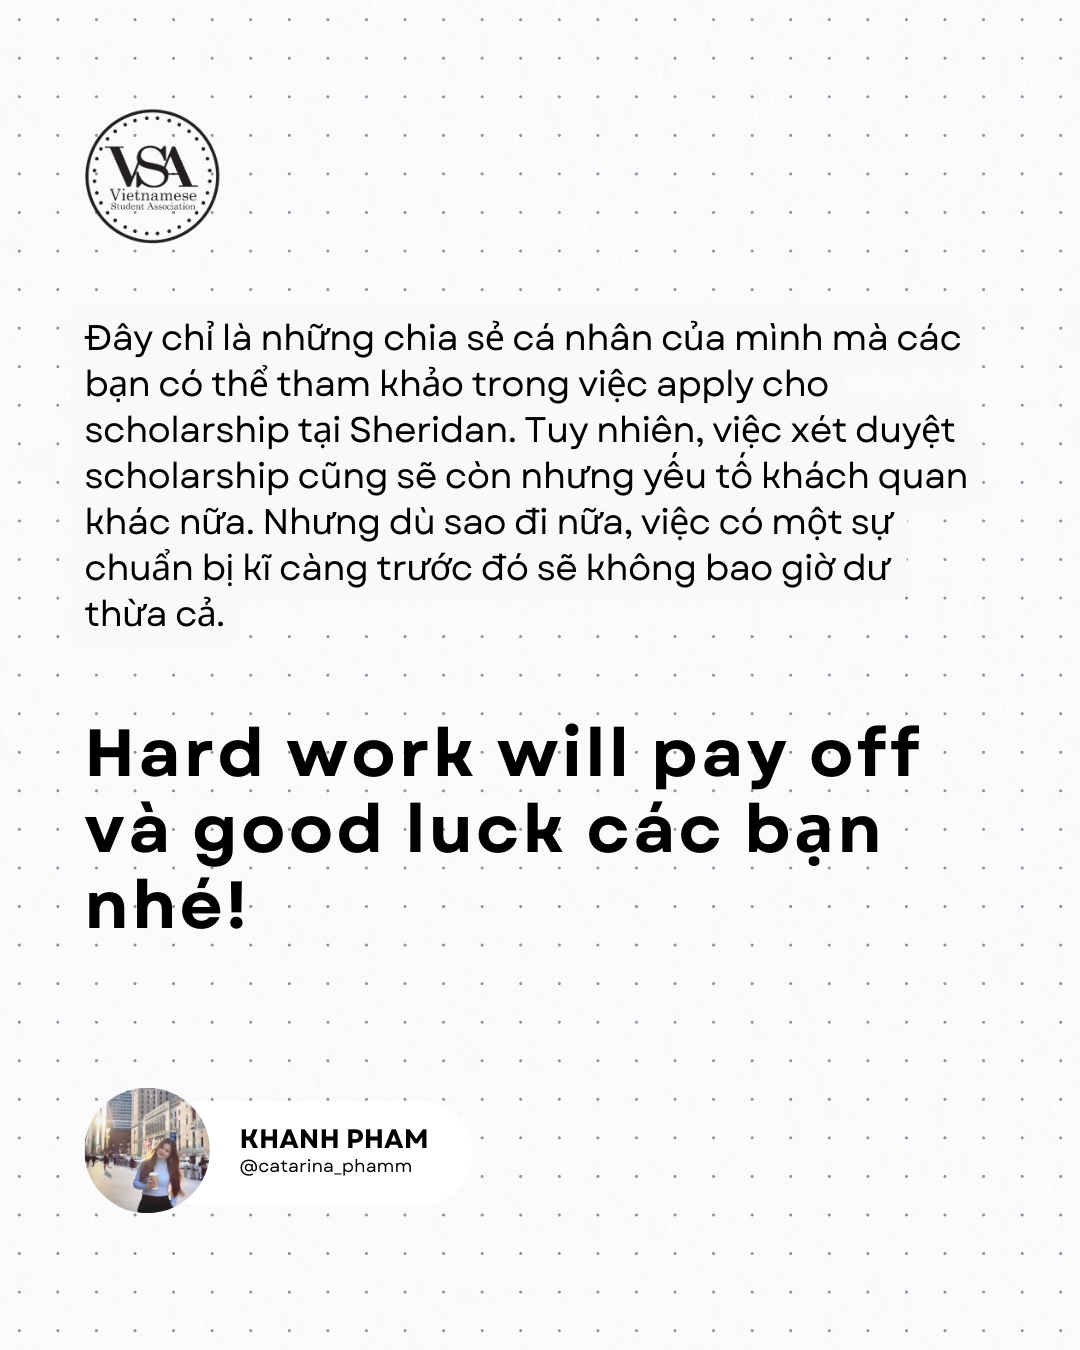 VSA
Vietnamese
Student Association
Đây chỉ là những chia sẻ cá nhân của mình mà các
bạn có thể tham khảo trong việc apply cho
scholarship tại Sheridan. Tuy nhiên, việc xét duyệt
scholarship cũng sẽ còn nhưng yếu tố khách quan
khác nữa. Nhưng dù sao đi nữa, việc có một sự
chuẩn bị kĩ càng trước đó sẽ không bao giờ dư
thừa cả.
Hard work will pay off
và good luck các bạn
nhé!
KHANH PHAM
@catarina_phamm